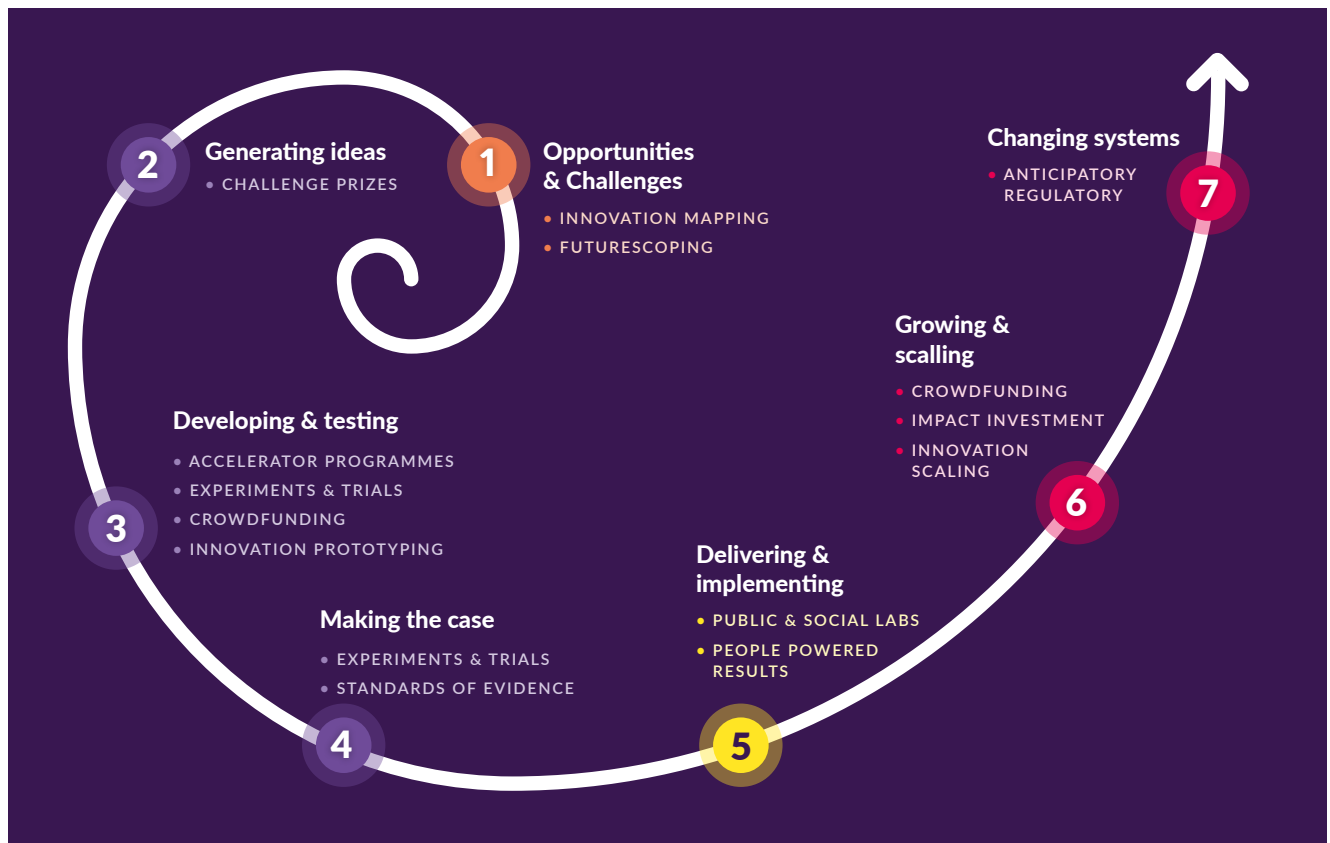 1
Opportunities
& Challenges
• INNOVATION MAPPING
• FUTURESCOPING
2
Generating ideas
• CHALLENGE PRIZES
3
Developing & testing
• ACCELERATOR PROGRAMMES
• EXPERIMENTS & TRIALS
• CROWDFUNDING
• INNOVATION PROTOTYPING
4
Making the case
• EXPERIMENTS & TRIALS
• STANDARDS OF EVIDENCE
5
Delivering &
implementing
• PUBLIC & SOCIAL LABS
• PEOPLE POWERED
RESULTS
6
Growing &
scalling
• CROWDFUNDING
• IMPACT INVESTMENT
• INNOVATION
SCALING
7
Changing systems
• ANTICIPATORY
REGULATORY